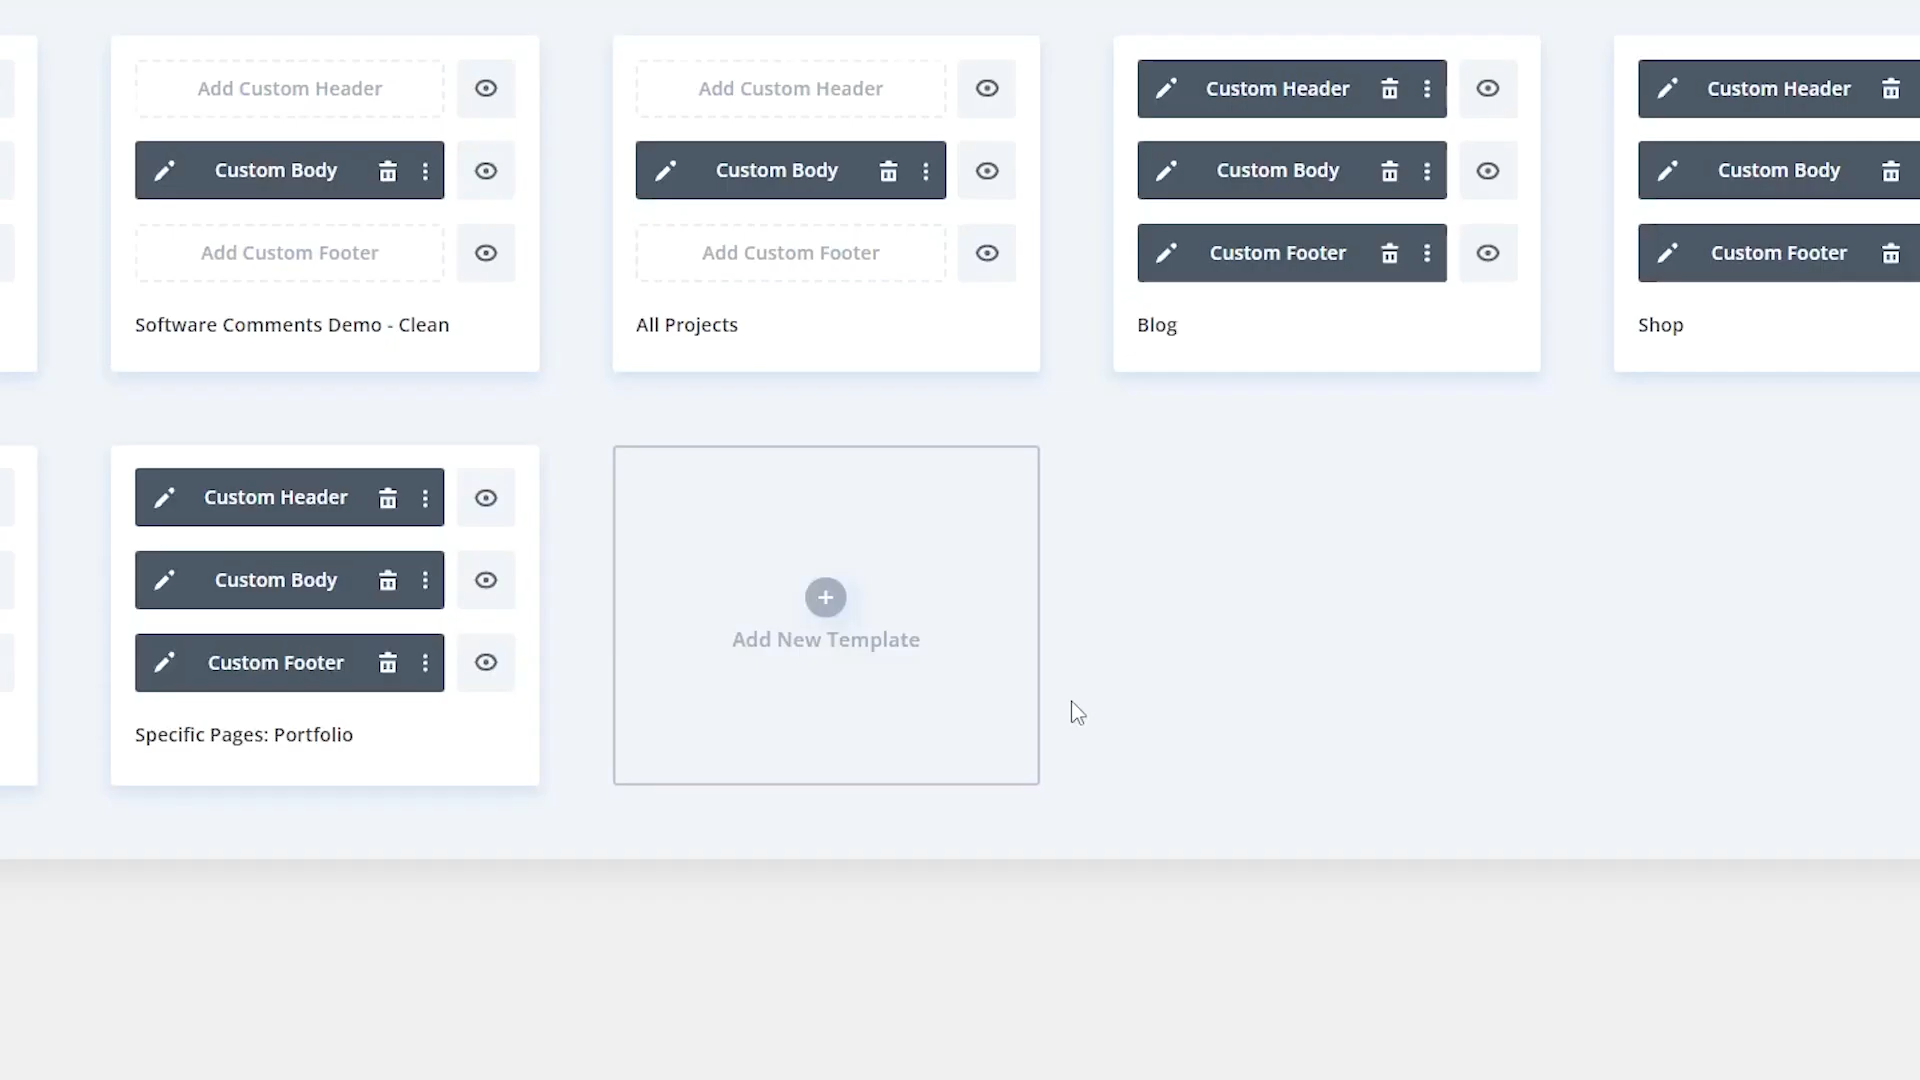 Add Custom Header
Custom Body
Add Custom Footer
Software Comments Demo - Clean
Add Custom Header
Custom Body
Add Custom Footer
All Projects
Custom Header
Custom Body
Custom Footer
Blog
Custom Header
Custom Body
Custom Footer
Shop
Custom Header
Custom Body
Custom Footer
Specific Pages: Portfolio
Add New Template